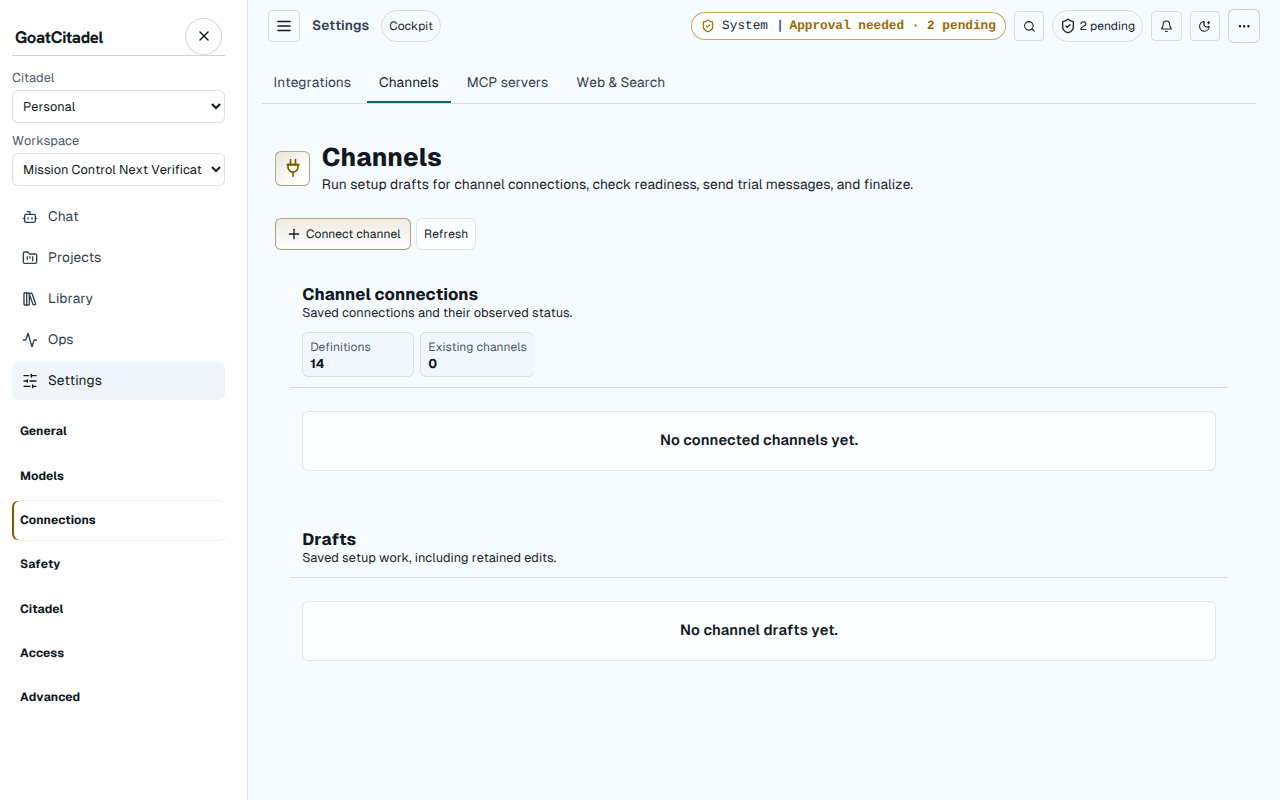 GoatCitadel
Citadel
Personal
Workspace
Mission Control Next Verificat
Chat
Projects
Library
Ops
Settings
General
Models
Connections
Safety
Citadel
Access
Advanced
Settings
Cockpit
System | Approval needed · 2 pending
2 pending
Integrations
Channels
MCP servers
Web & Search
Channels
Run setup drafts for channel connections, check readiness, send trial messages, and finalize.
Connect channel
Refresh
Channel connections
Saved connections and their observed status.
Definitions
14
Existing channels
0
No connected channels yet.
Drafts
Saved setup work, including retained edits.
No channel drafts yet.